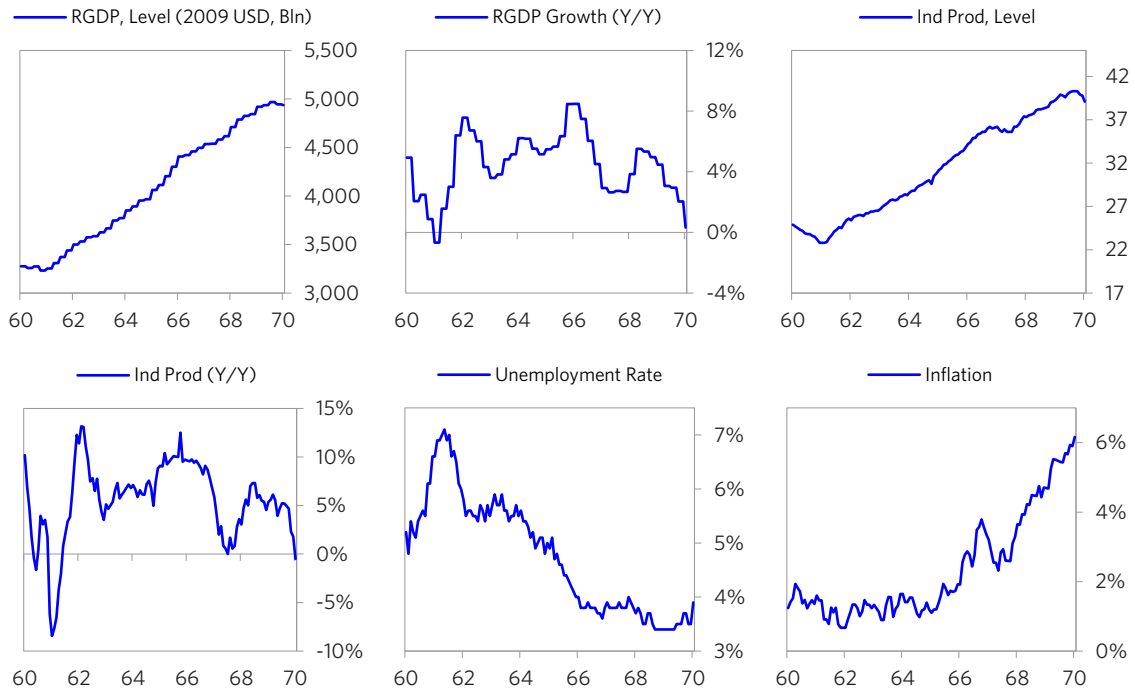 RGDP, Level (2009 USD, Bln)
5,500
5,000
4,500
4,000
3,500
3,000
60 62 64 66 68 70
RGDP Growth (Y/Y)
12%
8%
4%
0%
-4%
60 62 64 66 68 70
Ind Prod, Level
42
37
32
27
22
17
60 62 64 66 68 70
Ind Prod (Y/Y)
15%
10%
5%
0%
-5%
-10%
60 62 64 66 68 70
Unemployment Rate
7%
6%
5%
4%
3%
60 62 64 66 68 70
Inflation
6%
4%
2%
0%
60 62 64 66 68 70